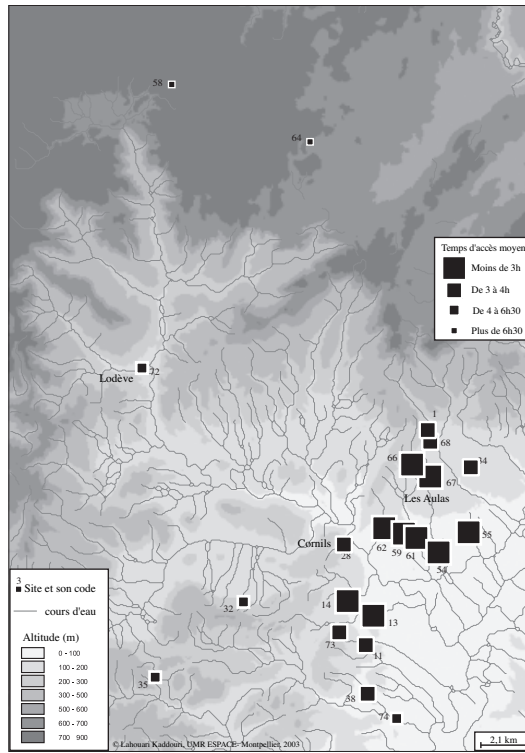 58
64
Temps d'accès moyen
Moins de 3h
De 3 à 4h
De 4 à 6h30
Plus de 6h30
72
Lodève
1
68
66
34
67
Les Aulas
55
62
59
61
54
Cornils
28
3
Site et son code
cours d'eau
Altitude (m)
0 - 100
100 - 200
200 - 300
300 - 500
500 - 600
600 - 700
700 900
32
14
13
73
11
35
38
74
© Lahouari Kaddouri, UMR ESPACE- Montpellier, 2003
2,1 km